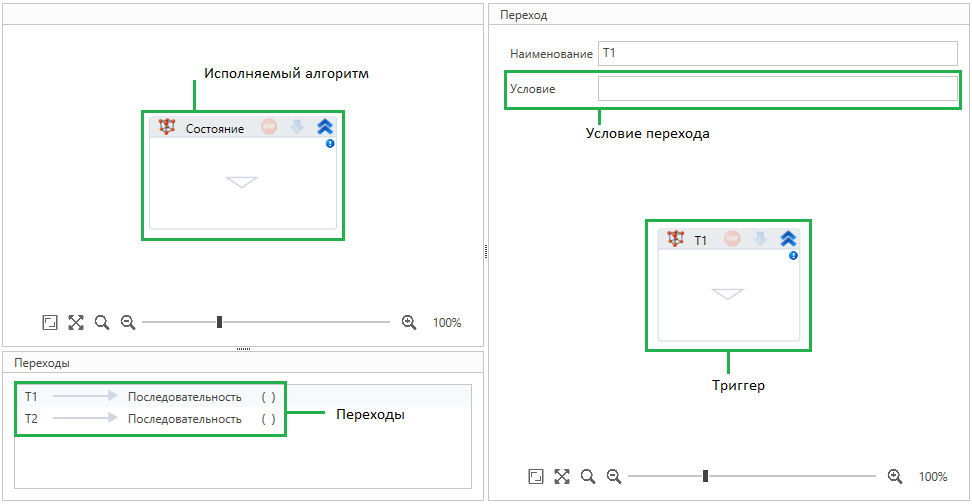 Исполняемый алгоритм
Состояние
100%
Переходы
T1 Последовательность ( )
T2 Последовательность ( )
Переходы
Переход
Наименование T1
Условие
Условие перехода
T1
Триггер
100%